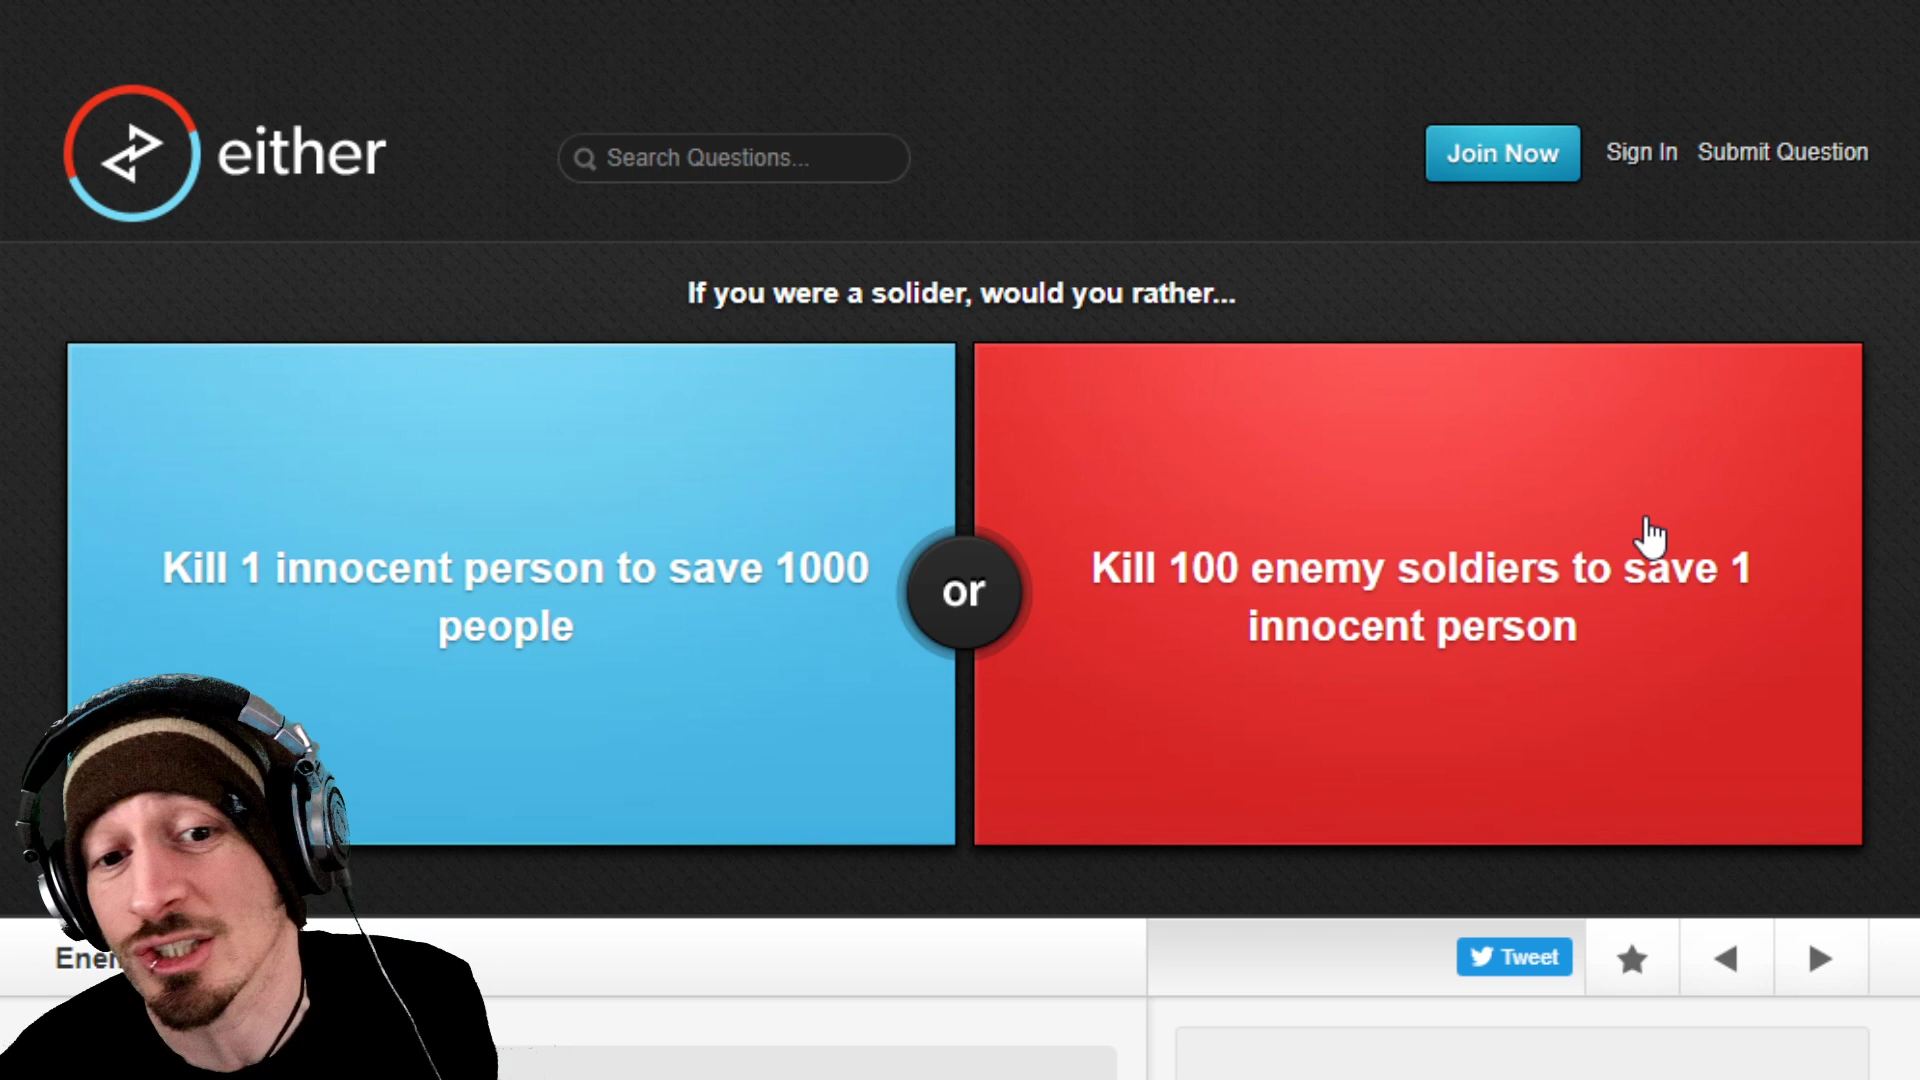 either
Search Questions...
Join Now
Sign In
Submit Question
If you were a solider, would you rather...
Kill 1 innocent person to save 1000
people
or
Kill 100 enemy soldiers to save 1
innocent person
Tweet